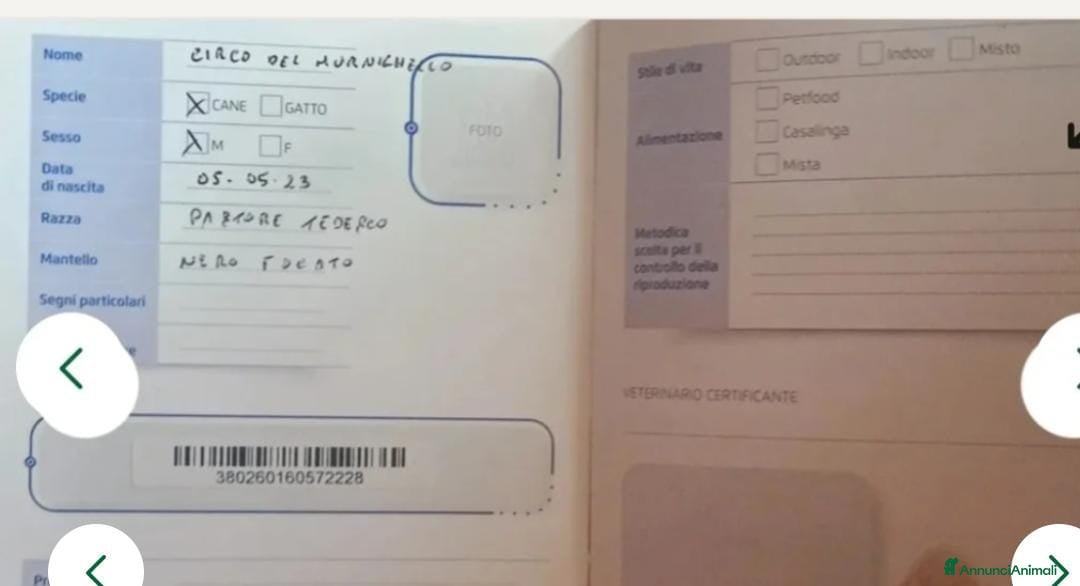 Nome CIRCO DEL MURNIGHELLO
Specie X CANE GATTO
Sesso X M F
Data
di nascita 05-05-23
Razza PASTORE TEDESCO
Mantello NERO FOCATO
Segni particolari
e
FOTO
380260160572228
Pr
Stile di vita Outdoor Indoor Misto
Alimentazione Petfood
Casalinga
Mista
Metodica
scelta per il
controllo della
riproduzione
VETERINARIO CERTIFICANTE
AnnunciAnimali